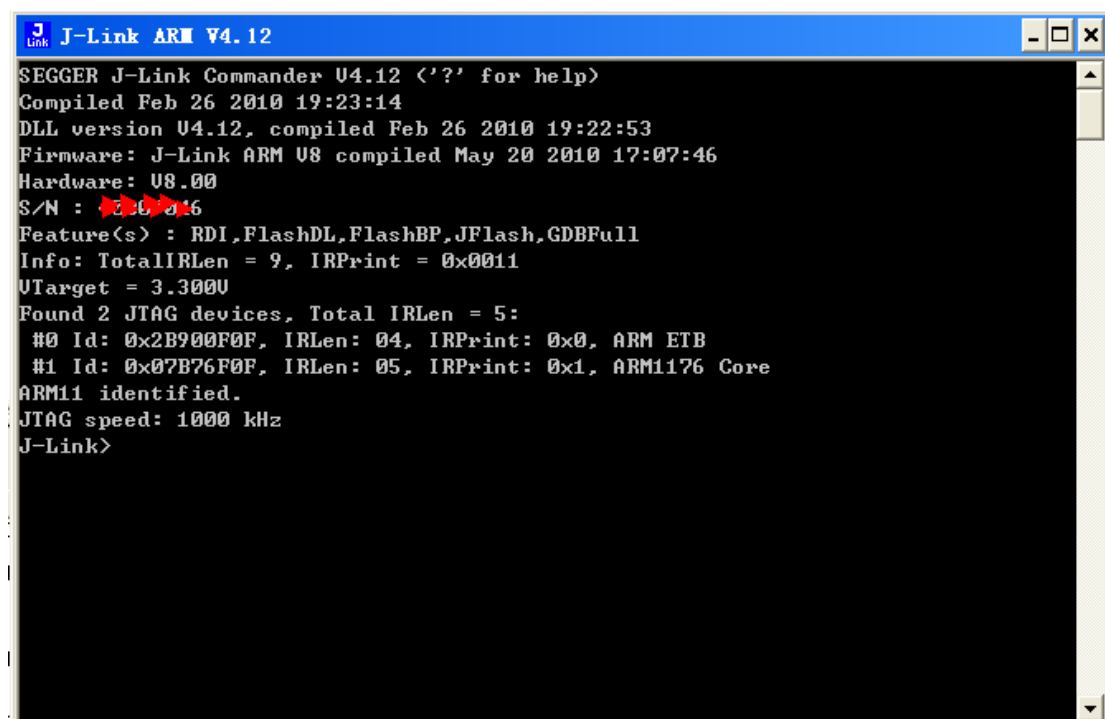 J-Link ARM V4.12
SEGGER J-Link Commander V4.12 ('?' for help)
Compiled Feb 26 2010 19:23:14
DLL version V4.12, compiled Feb 26 2010 19:22:53
Firmware: J-Link ARM V8 compiled May 20 2010 17:07:46
Hardware: V8.00
S/N :
Feature(s) : RDI,FlashDL,FlashBP,JFlash,GDBFull
Info: TotalIRLen = 9, IRPrint = 0x0011
VTarget = 3.300V
Found 2 JTAG devices, Total IRLen = 5:
#0 Id: 0x2B900F0F, IRLen: 04, IRPrint: 0x0, ARM ETB
#1 Id: 0x07B76F0F, IRLen: 05, IRPrint: 0x1, ARM1176 Core
ARM11 identified.
JTAG speed: 1000 kHz
J-Link>